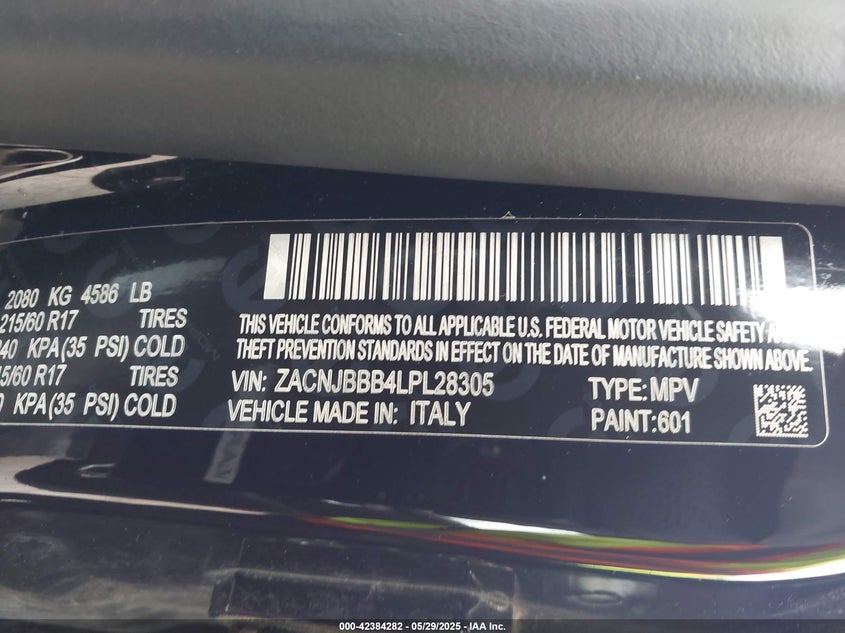 2080 KG 4586 LB
215/60 R17 TIRES
KPA(35 PSI) COLD
R17 TIRES
KPA(35 PSI) COLD
THIS VEHICLE CONFORMS TO ALL APPLICABLE U.S. FEDERAL MOTOR VEHICLE SAFETY
THEFT PREVENTION STANDARDS IN EFFECT ON THE DATE OF MANUFACTURE SHOWN ABOVE.
VIN: ZACNJBBB4LPL28305 TYPE:MPV
VEHICLE MADE IN: ITALY PAINT:601
000-42384282 - 05/29/2025 - IAA Inc.